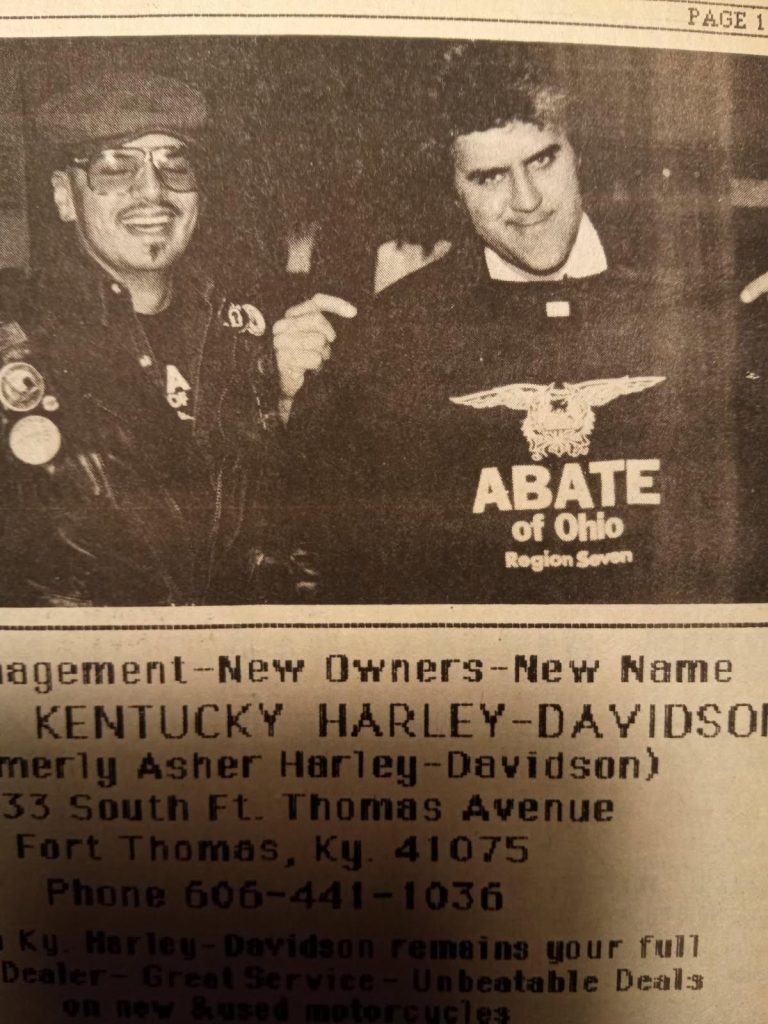 PAGE 1
ABATE
of Ohio
Region Seven
nagement-New Owners-New Name
KENTUCKY HARLEY-DAVIDSON
merly Asher Harley-Davidson)
33 South Ft. Thomas Avenue
Fort Thomas, Ky. 41075
Phone 606-441-1036
Ky. Harley-Davidson remains your full
Dealer- Great Service- Unbeatable Deals
on new &used motorcycles